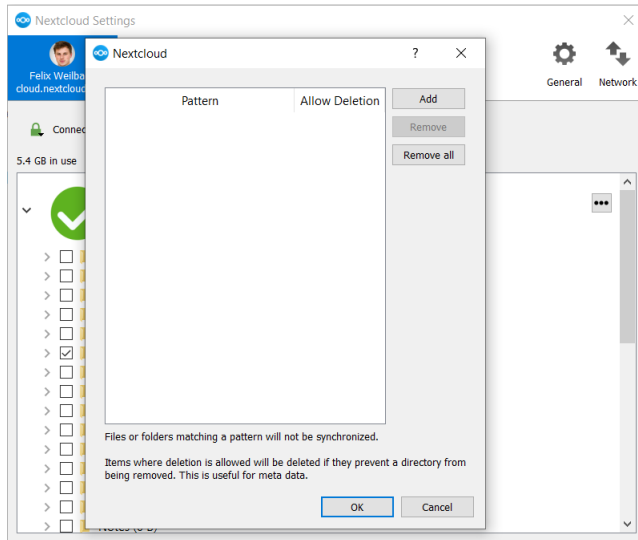 Nextcloud Settings
Nextcloud
?
Felix Weilba
cloud.nextclou
General
Network
Pattern
Allow Deletion
Add
Remove
Remove all
Connec
5.4 GB in use
Files or folders matching a pattern will not be synchronized.
Items where deletion is allowed will be deleted if they prevent a directory from
being removed. This is useful for meta data.
OK
Cancel